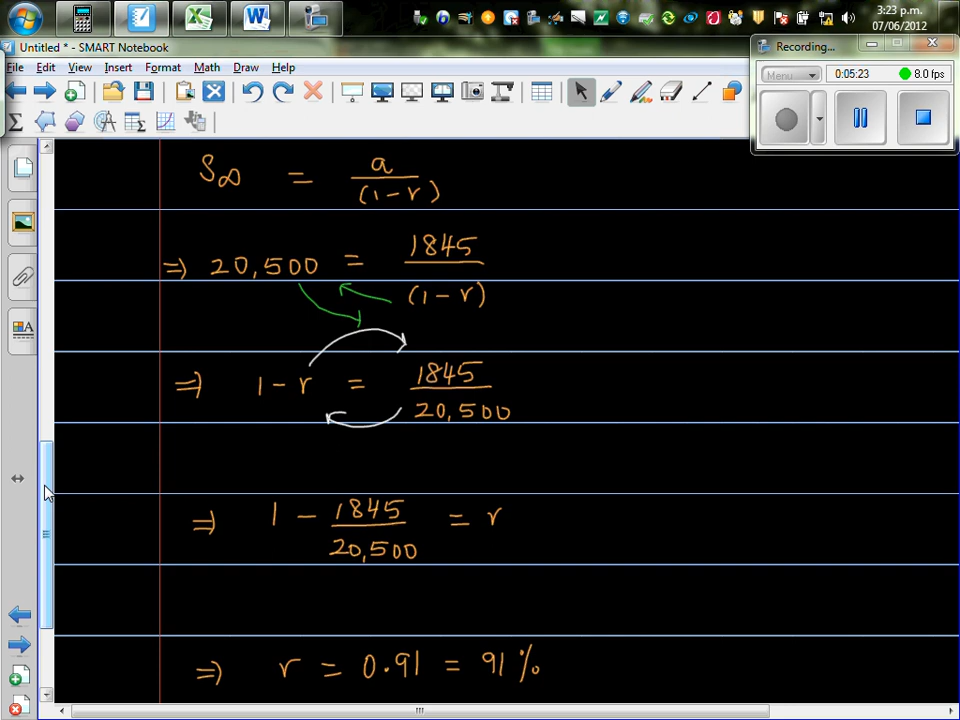 3:23 p.m.
07/06/2012
Untitled * - SMART Notebook
Recording...
File Edit View Insert Format Math Draw Help
Menu 0:05:23 8.0 fps
S∞ = a / (1 - r)
⇒ 20,500 = 1845 / (1 - r)
⇒ 1 - r = 1845 / 20,500
⇒ 1 - 1845 / 20,500 = r
⇒ r = 0.91 = 91%